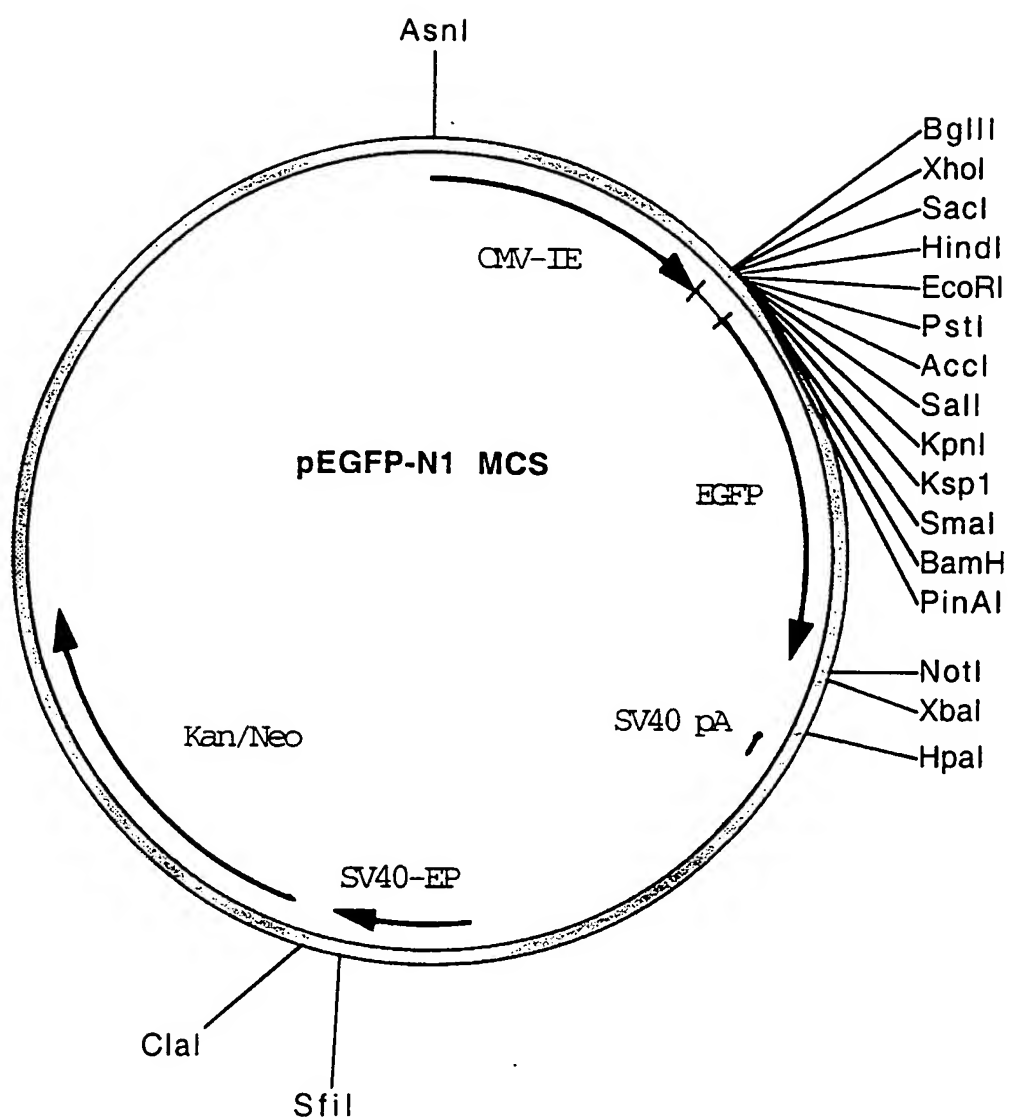 AsnI
BglII
XhoI
SacI
HindI
EcoRI
PstI
AccI
SalI
KpnI
Ksp1
SmaI
BamH
PinAI
NotI
XbaI
HpaI
CMV-IE
pEGFP-N1 MCS
EGFP
SV40 pA
Kan/Neo
SV40-EP
ClaI
SfiI